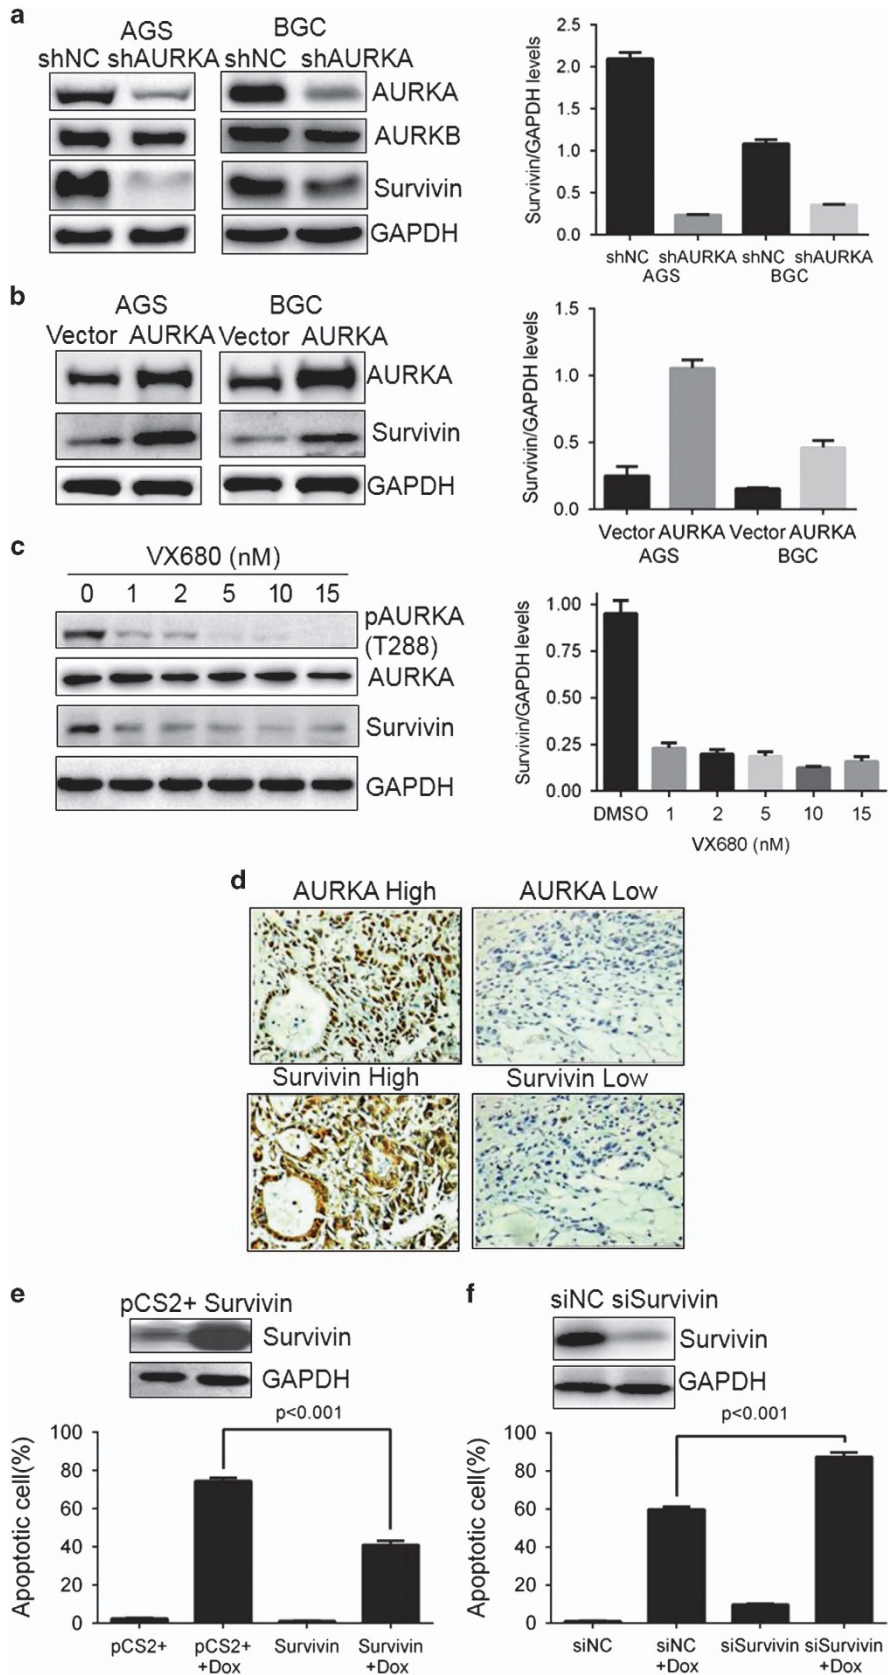 a
AGS
BGC
shNC shAURKA
shNC shAURKA
AURKA
AURKB
Survivin
GAPDH
Survivin/GAPDH levels
2.5
2.0
1.5
1.0
0.5
0.0
shNC shAURKA shNC shAURKA
AGS
BGC
b
AGS
BGC
Vector AURKA
Vector AURKA
AURKA
Survivin
GAPDH
Survivin/GAPDH levels
1.5
1.0
0.5
0.0
Vector AURKA Vector AURKA
AGS
BGC
c
VX680 (nM)
0 1 2 5 10 15
pAURKA
(T288)
AURKA
Survivin
GAPDH
Survivin/GAPDH levels
1.00
0.75
0.50
0.25
0.00
DMSO 1 2 5 10 15
VX680 (nM)
d
AURKA High
AURKA Low
Survivin High
Survivin Low
e
pCS2+ Survivin
Survivin
GAPDH
p<0.001
Apoptotic cell(%)
100
80
60
40
20
0
pCS2+
pCS2+
+Dox
Survivin
Survivin
+Dox
f
siNC siSurvivin
Survivin
GAPDH
p<0.001
Apoptotic cell(%)
100
80
60
40
20
0
siNC
siNC
+Dox
siSurvivin
siSurvivin
+Dox